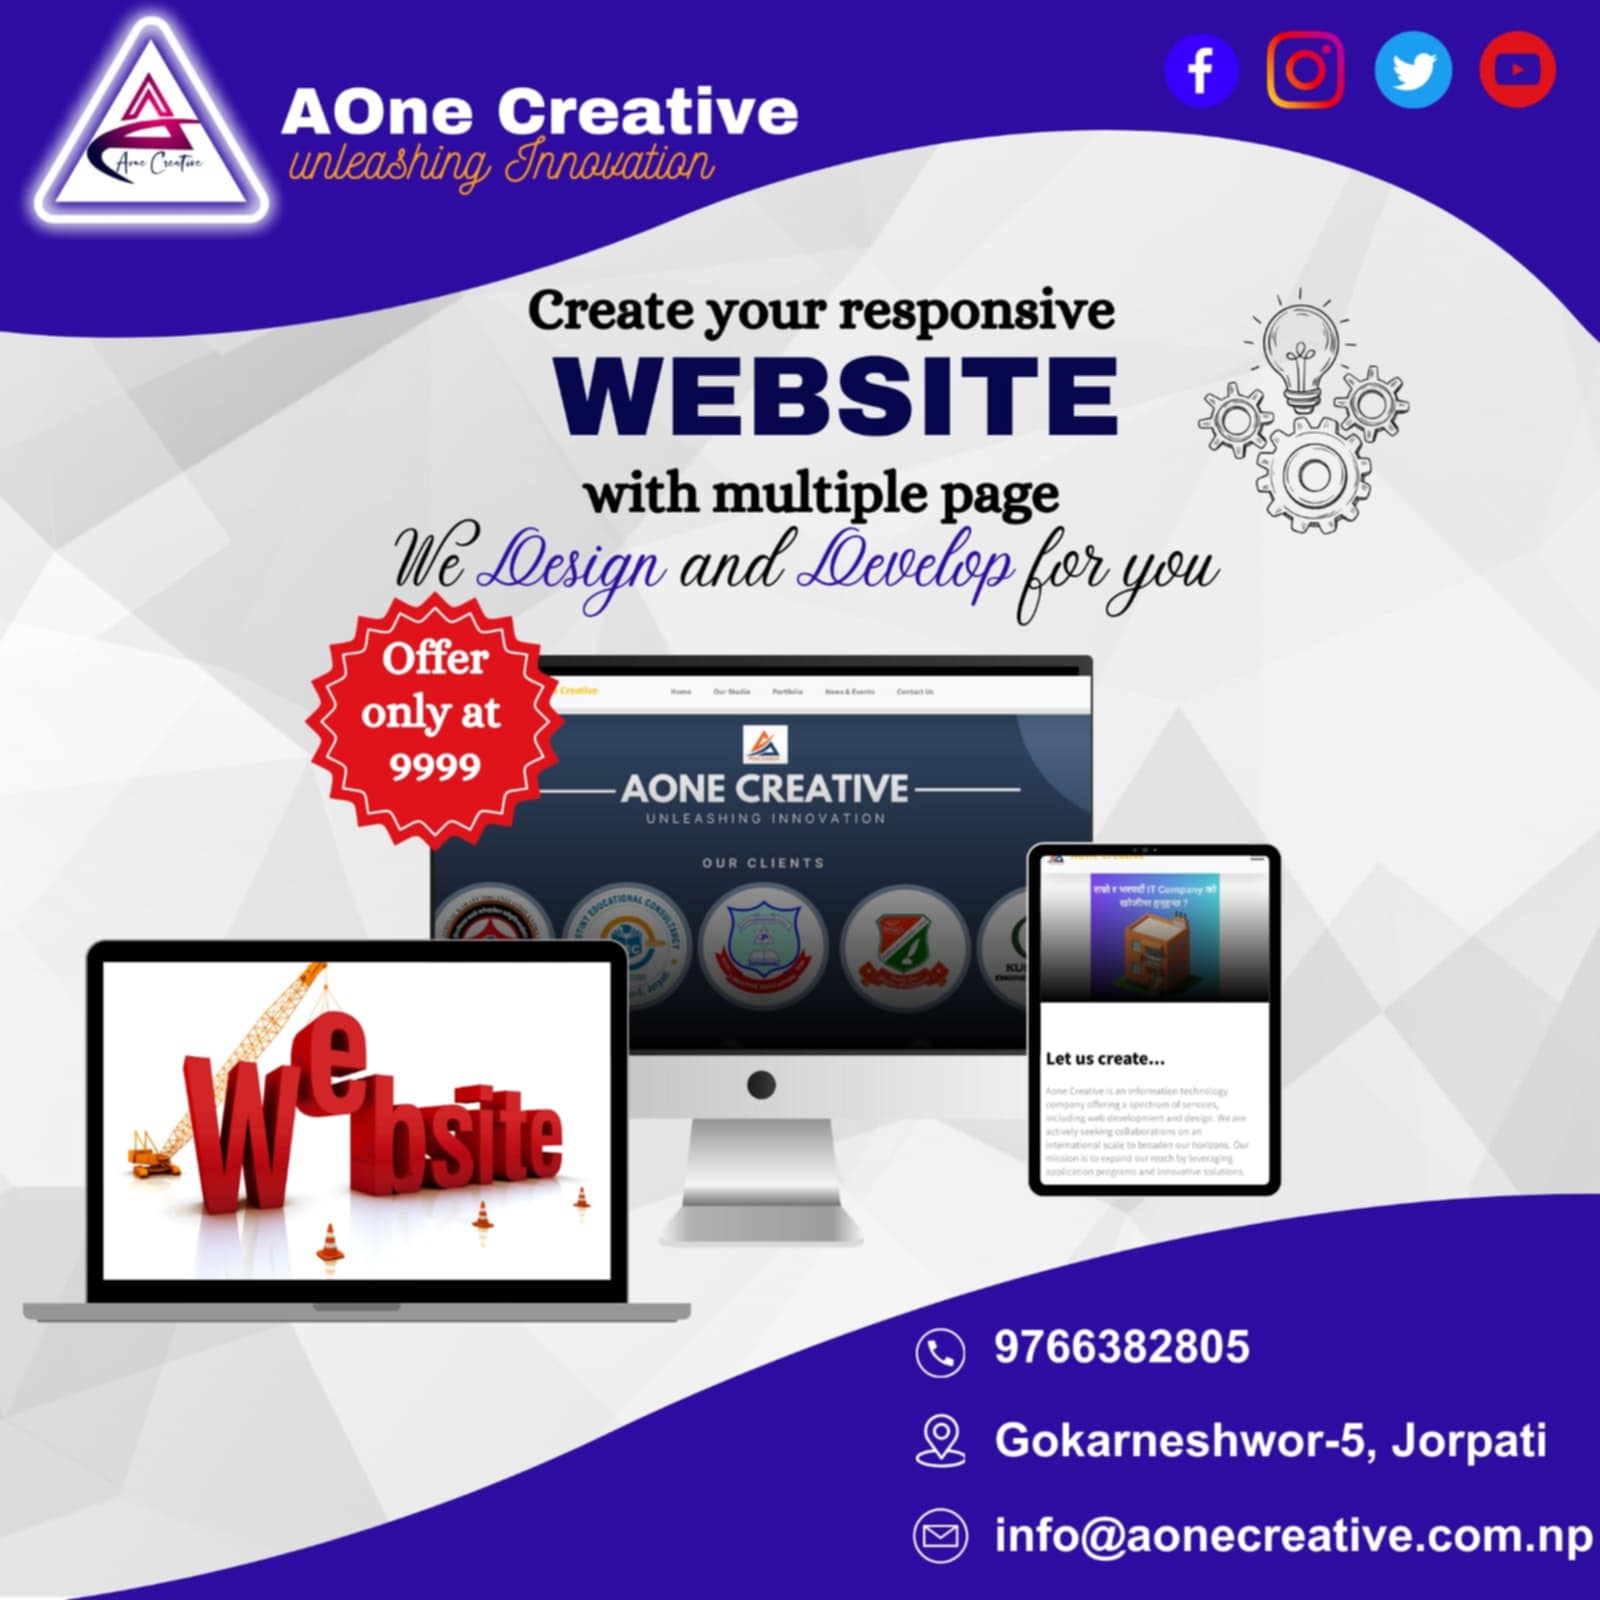 AOne Creative
unleashing Innovation
Aone Creative
Create your responsive
WEBSITE
with multiple page
We Design and Develop for you
Offer
only at
9999
Creative
Home Our Studio Portfolio News & Events Contact Us
AONE CREATIVE
UNLEASHING INNOVATION
OUR CLIENTS
EDUCATIONAL CONSULTANCY
Website
IT Company को
खोजीमा हुनुहुन्छ ?
Let us create...
Aone Creative is an information technology
company offering a spectrum of services,
including web development and design. We are
actively seeking collaborations on an
international scale to broaden our horizons. Our
mission is to expand our reach by leveraging
application programs and innovative solutions,
9766382805
Gokarneshwor-5, Jorpati
info@aonecreative.com.np